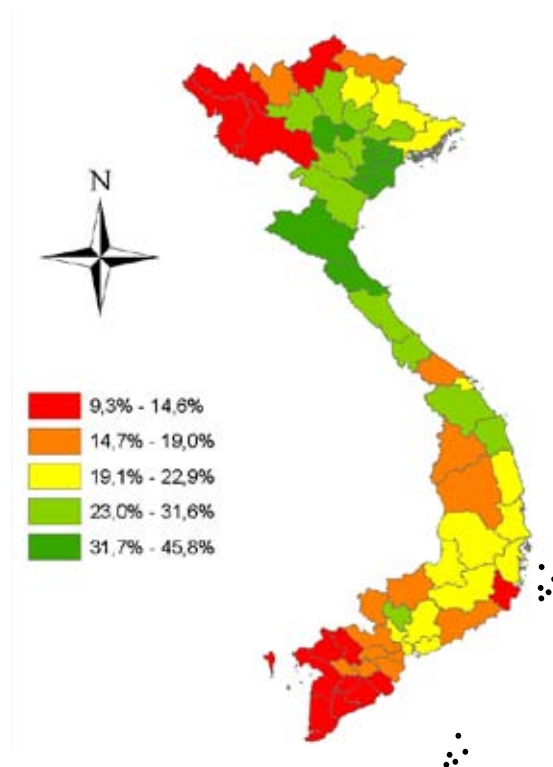 N
9,3% - 14,6%
14,7% - 19,0%
19,1% - 22,9%
23,0% - 31,6%
31,7% - 45,8%